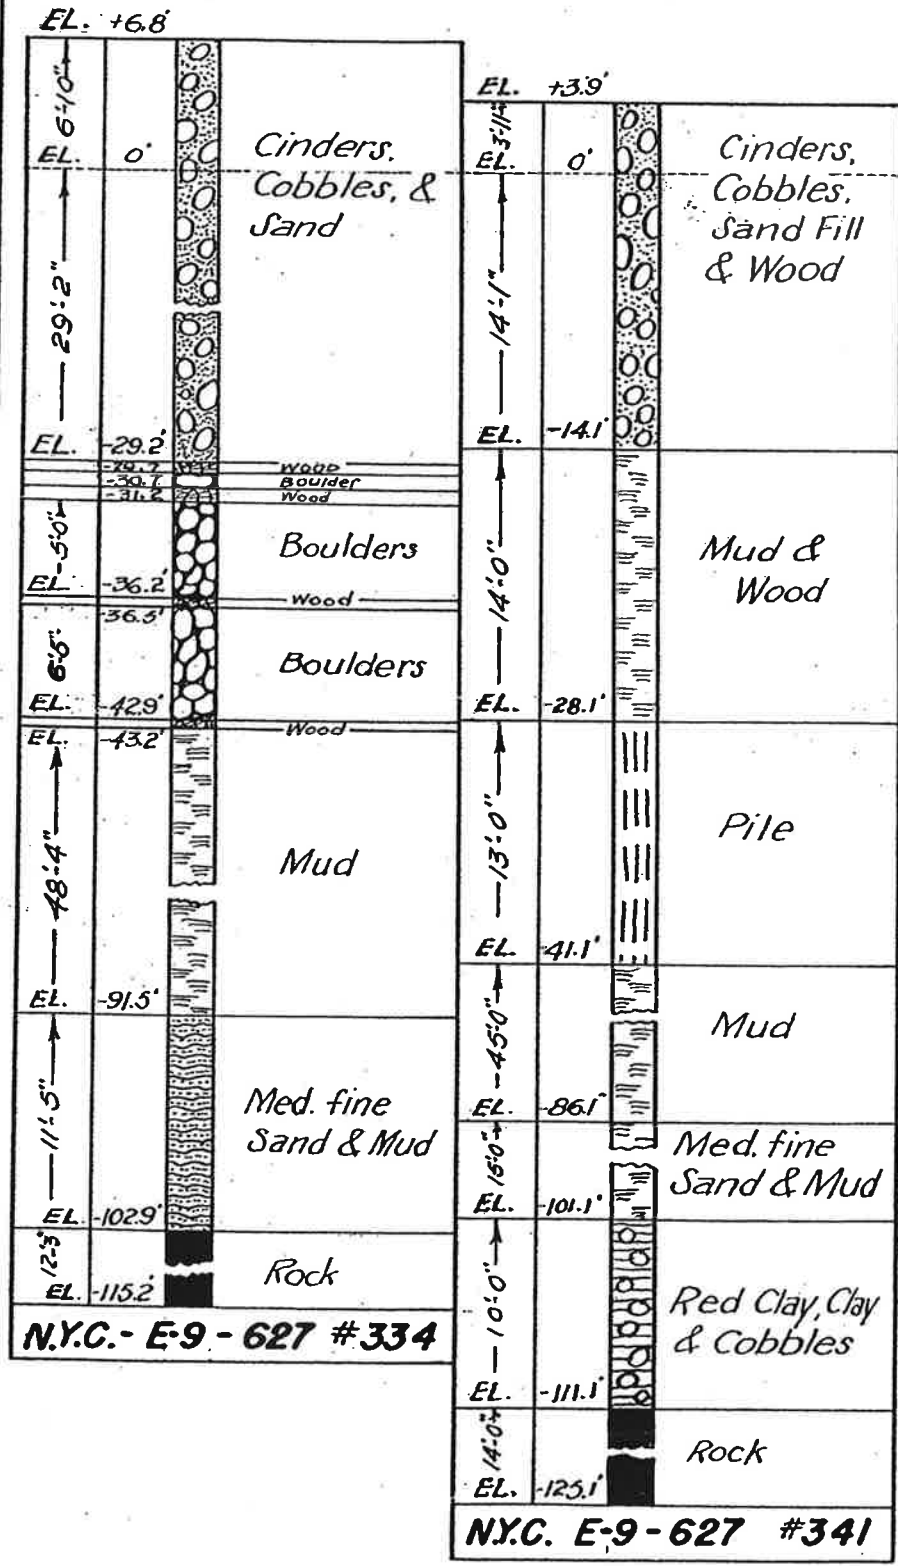 EL. +6.8'
6'-10"
EL. 0'
Cinders,
Cobbles, &
Sand
29'-2"
EL. -29.2'
-29.7 Wood
-30.7 Boulder
-31.2 Wood
5'-0"
Boulders
EL. -36.2'
Wood
-36.5'
6'-5"
Boulders
EL. -42.9'
Wood
EL. -43.2'
48'-4"
Mud
EL. -91.5'
11'-5"
Med. fine
Sand & Mud
EL. -102.9'
12'-3"
Rock
EL. -115.2'
N.Y.C. - E-9 - 627 #334
EL. +3.9'
3'-11"
EL. 0'
Cinders,
Cobbles,
Sand Fill
& Wood
14'-1"
EL. -14.1'
14'-0"
Mud &
Wood
EL. -28.1'
13'-0"
Pile
EL. -41.1'
45'-0"
Mud
EL. -86.1'
15'-0"
Med. fine
Sand & Mud
EL. -101.1'
10'-0"
Red Clay, Clay
& Cobbles
EL. -111.1'
14'-0"
Rock
EL. -125.1'
N.Y.C. E-9-627 #341